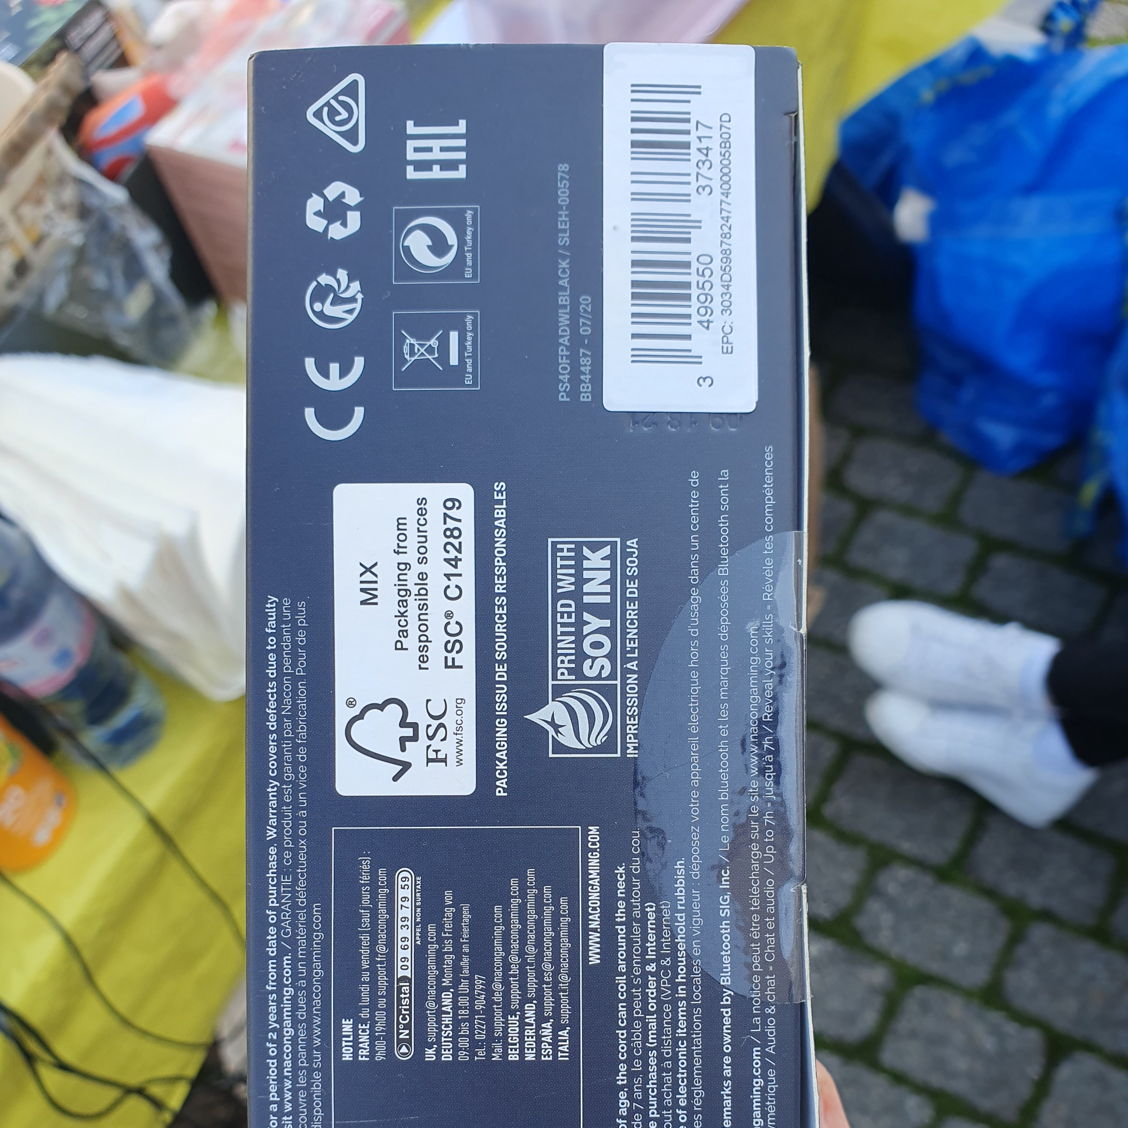 EAC
EU and Turkey only
EU and Turkey only
CE
PS4OFPADWLBLACK / SLEH-00578
BB4487 - 07/20
3 499550 373417
EPC: 3034D5987824774000005B07D
MIX
Packaging from
responsible sources
FSC® C142879
®
FSC
www.fsc.org
PACKAGING ISSU DE SOURCES RESPONSABLES
PRINTED WITH
SOY INK
IMPRESSION À L'ENCRE DE SOJA
or a period of 2 years from date of purchase. Warranty covers defects due to faulty
sit www.nacongaming.com. / GARANTIE : ce produit est garanti par Nacon pendant une
couvre les pannes dues à un matériel défectueux ou à un vice de fabrication. Pour de plus
disponible sur www.nacongaming.com
HOTLINE
FRANCE, du lundi au vendredi (sauf jours fériés) :
9h00-19h00 ou support.fr@nacongaming.com
N°Cristal 09 69 39 79 59
APPEL NON SURTAXE
UK, support@nacongaming.com
DEUTSCHLAND, Montag bis Freitag von
09:00 bis 18:00 Uhr (außer an Feiertagen)
Tel.: 02271-9047997
Mail: support.de@nacongaming.com
BELGIQUE, support.be@nacongaming.com
NEDERLAND, support.nl@nacongaming.com
ESPAÑA, support.es@nacongaming.com
ITALIA, support.it@nacongaming.com
WWW.NACONGAMING.COM
of age, the cord can coil around the neck.
de 7 ans, le câble peut s'enrouler autour du cou.
e purchases (mail order & Internet)
out achat à distance (VPC & Internet)
e of electronic items in household rubbish.
es réglementations locales en vigueur : déposez votre appareil électrique hors d'usage dans un centre de
emarks are owned by Bluetooth SIG, Inc. / Le nom bluetooth et les marques déposées Bluetooth sont la
gaming.com / La notice peut être téléchargé sur le site www.nacongaming.com
métrique / Audio & chat - Chat et audio / Up to 7h - jusqu'à 7h / Reveal your skills - Révèle tes compétences